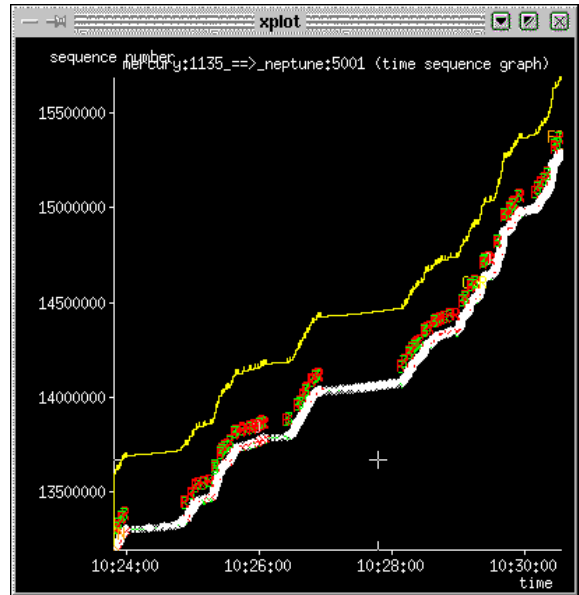 xplot
sequence number
mercury:1135_==>_neptune:5001 (time sequence graph)
15500000
15000000
14500000
14000000
13500000
10:24:00 10:26:00 10:28:00 10:30:00
time